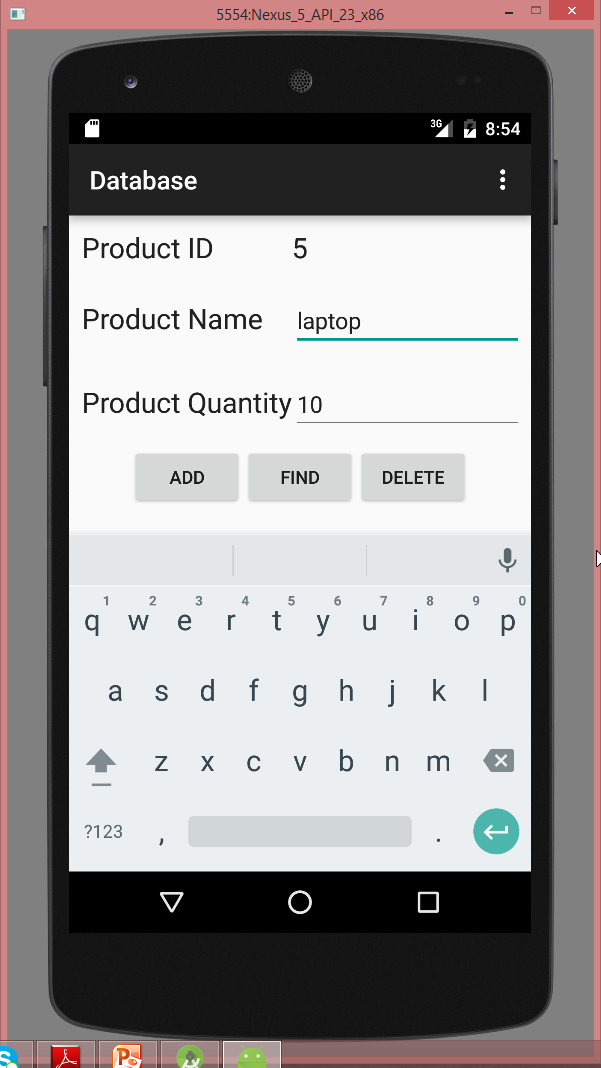 5554:Nexus_5_API_23_x86
3G 8:54
Database
Product ID 5
Product Name laptop
Product Quantity 10
ADD FIND DELETE
1 2 3 4 5 6 7 8 9 0
q w e r t y u i o p
a s d f g h j k l
z x c v b n m
?123 , .